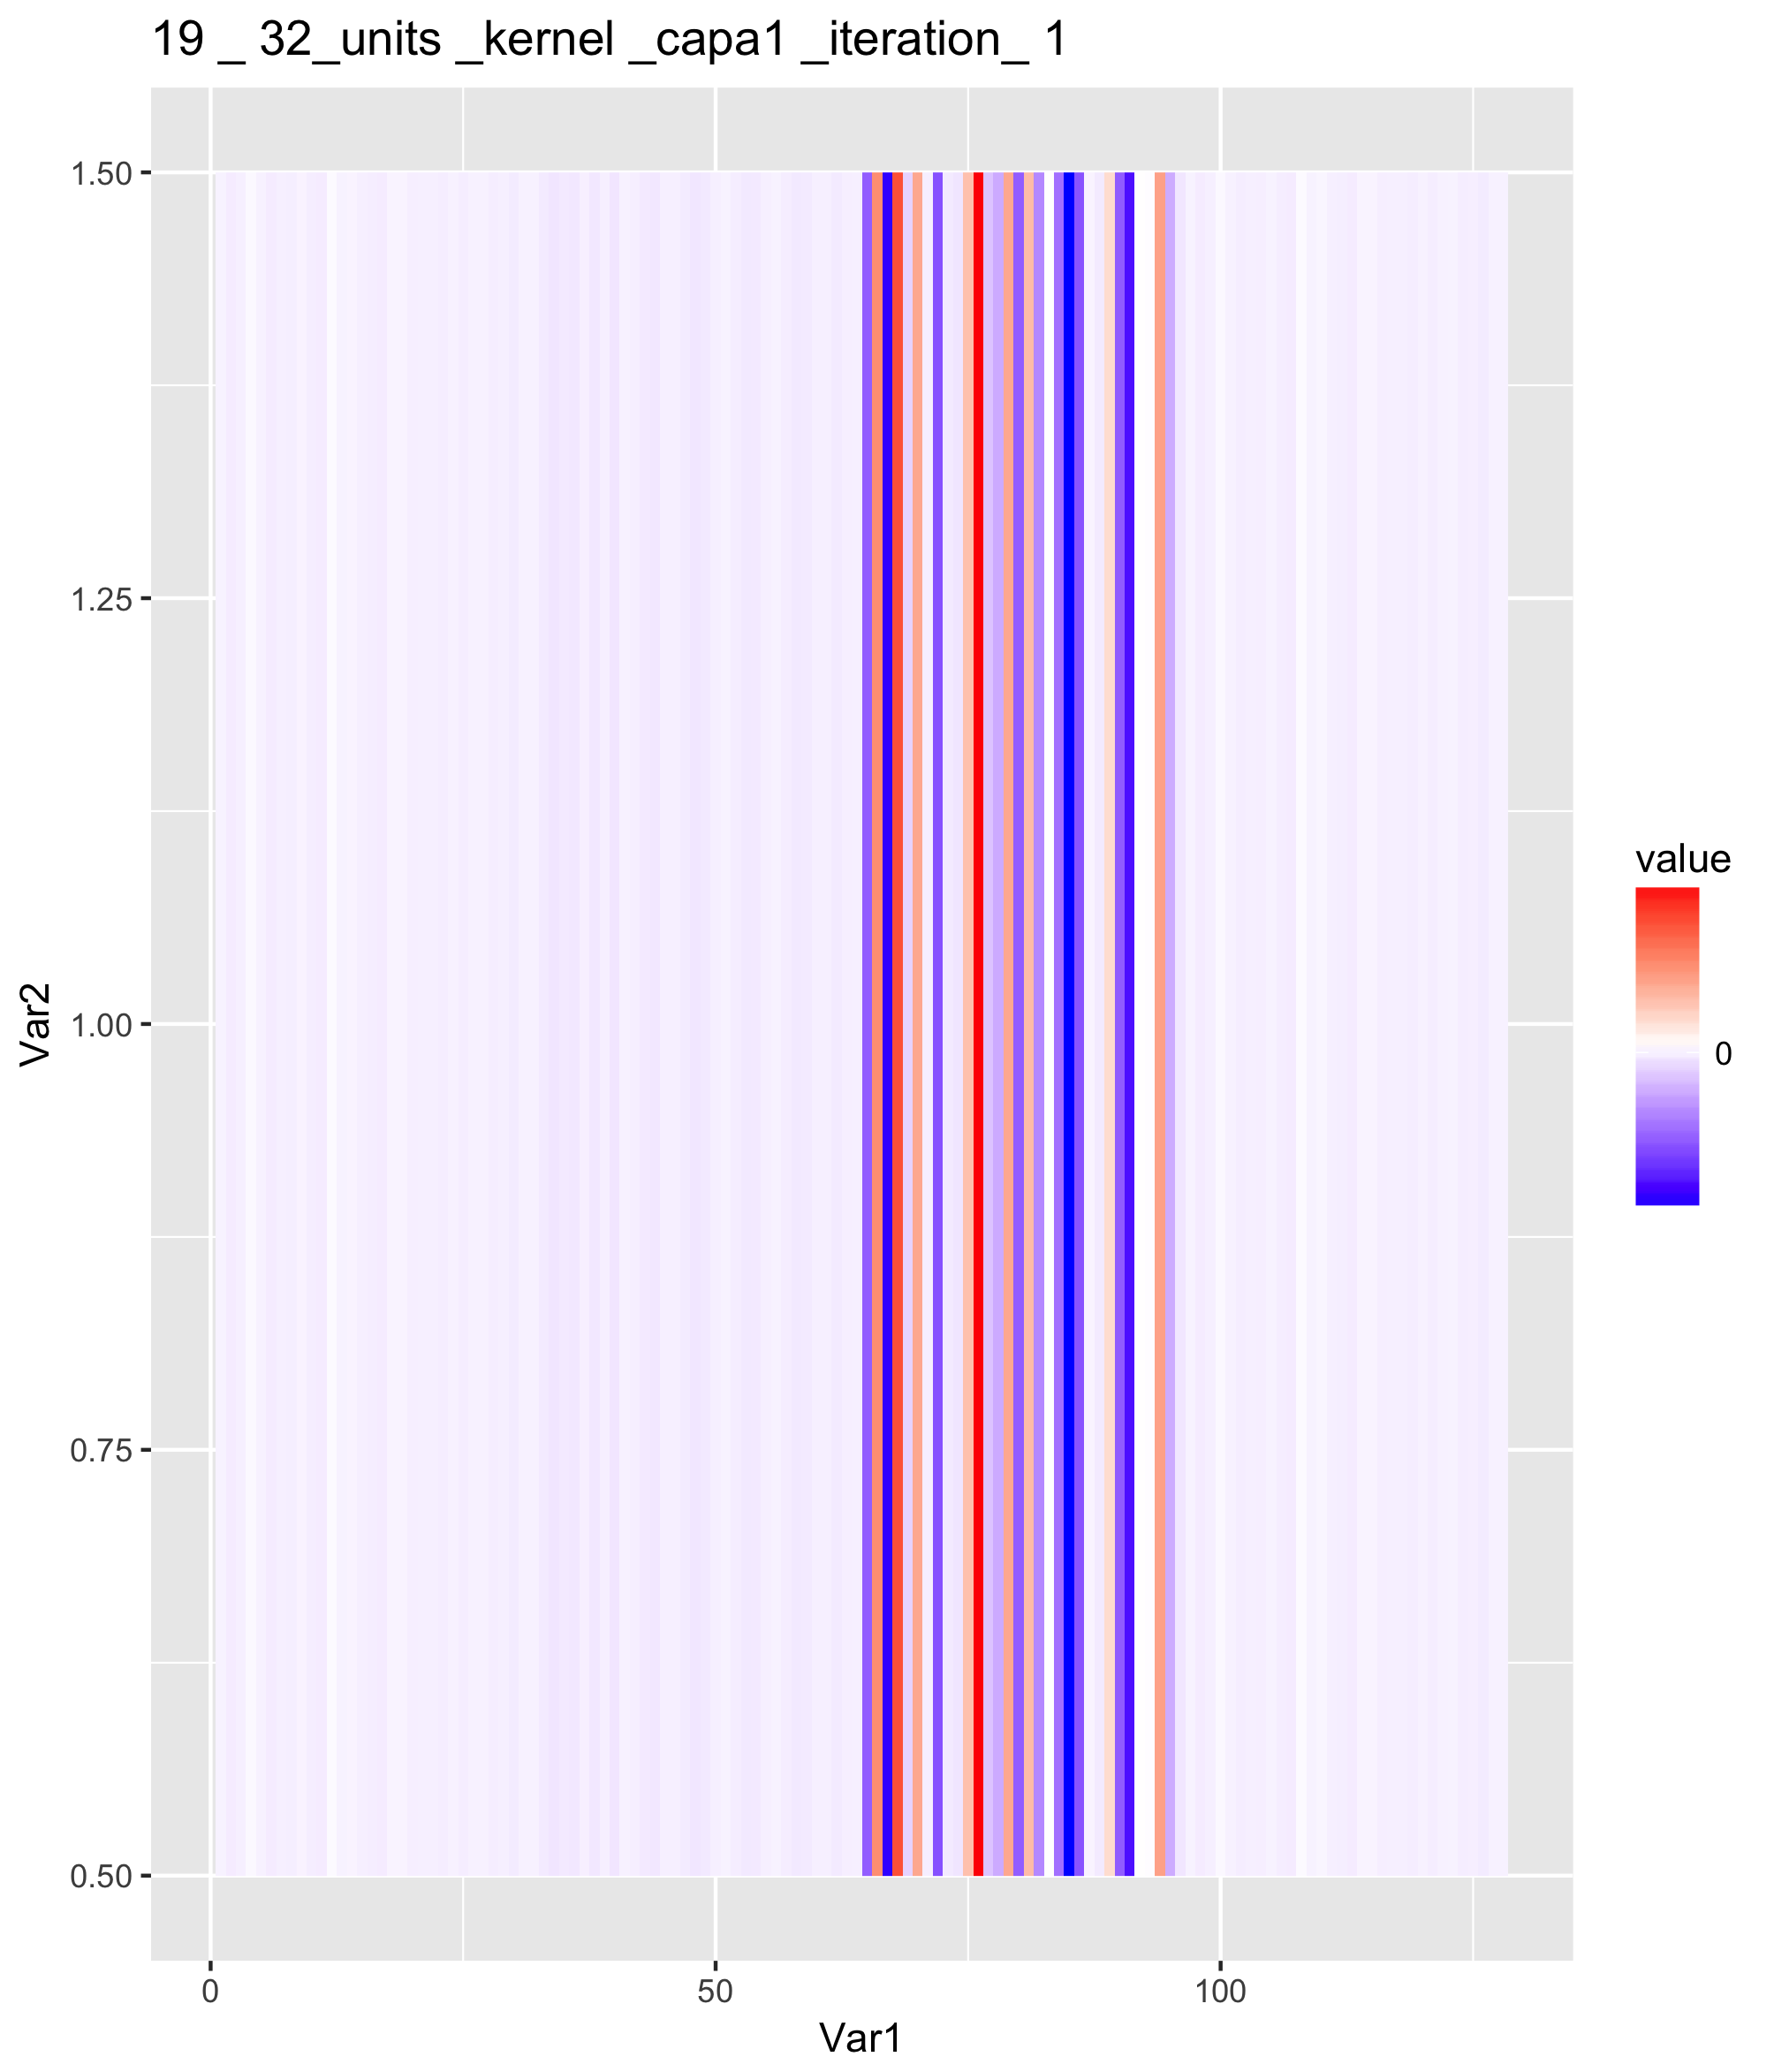 19 _ 32_units _kernel _capa1 _iteration_ 1
1.50
1.25
1.00
0.75
0.50
Var2
0
50
100
Var1
value
0